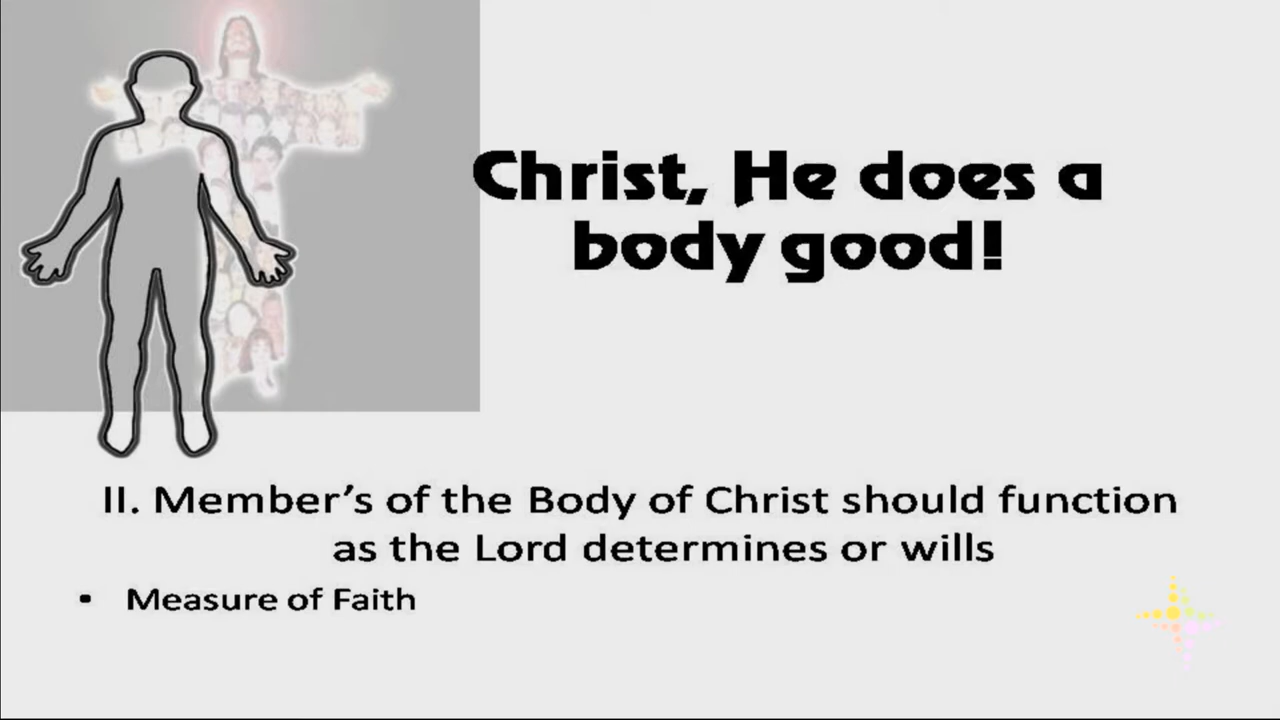 Christ, He does a
body good!
II. Member's of the Body of Christ should function
as the Lord determines or wills
• Measure of Faith